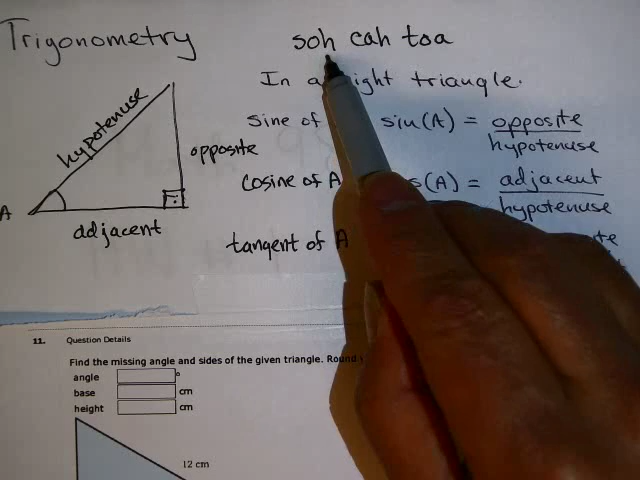 Trigonometry
soh cah toa
In a right triangle.
hypotenuse
opposite
A
adjacent
sine of sin(A) = opposite
hypotenuse
cosine of A s(A) = adjacent
hypotenuse
tangent of A
11. Question Details
Find the missing angle and sides of the given triangle. Round
angle °
base cm
height cm
12 cm